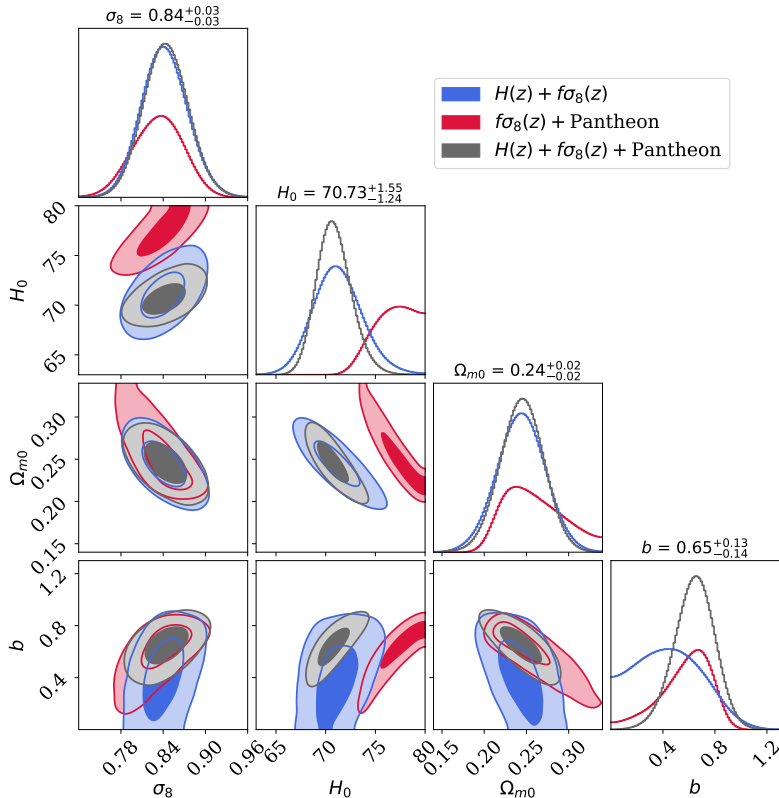 σ₈ = 0.84⁺⁰·⁰³₋₀.₀₃
H(z) + fσ₈(z)
fσ₈(z) + Pantheon
H(z) + fσ₈(z) + Pantheon
H₀ = 70.73⁺¹·⁵⁵₋₁.₂₄
80
75
70
65
H₀
Ωₘ₀ = 0.24⁺⁰·⁰²₋₀.₀₂
0.30
0.25
0.20
0.15
Ωₘ₀
b = 0.65⁺⁰·¹³₋₀.₁₄
1.2
0.8
0.4
b
0.78 0.84 0.90 0.96 65 70 75 80 0.15 0.20 0.25 0.30 0.4 0.8 1.2
σ₈ H₀ Ωₘ₀ b